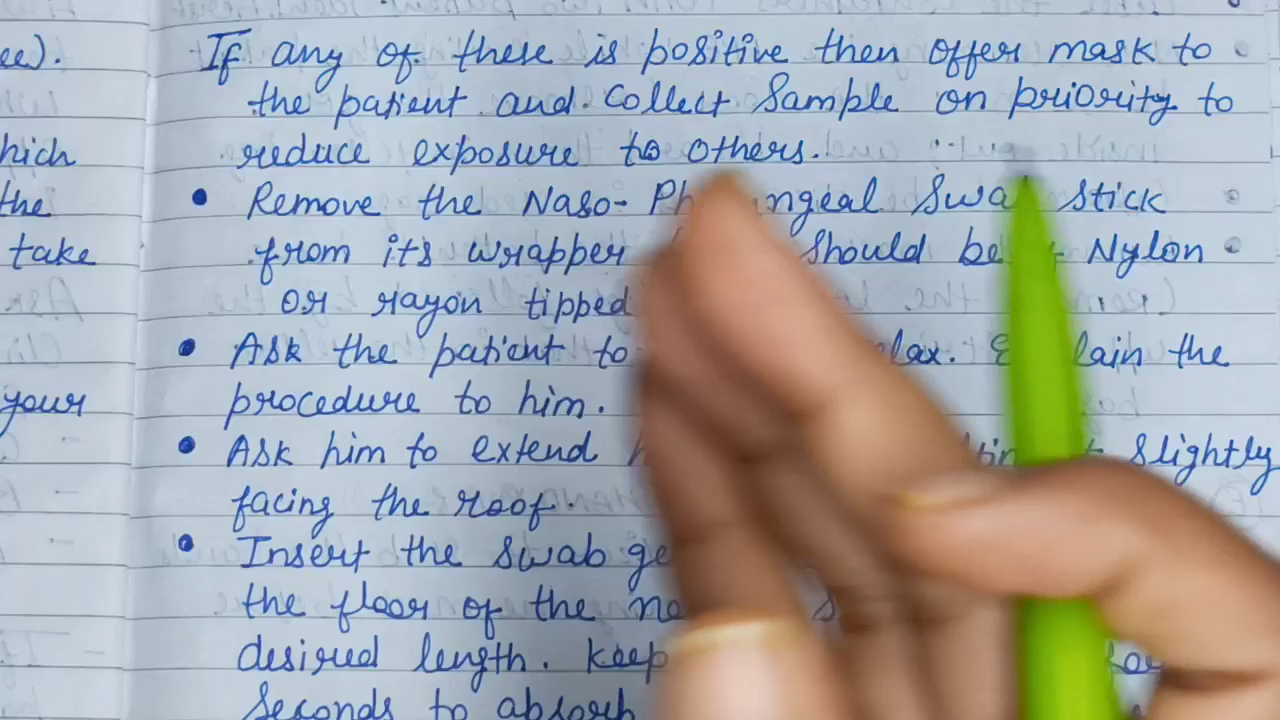 If any of these is positive then offer mask to
the patient and collect Sample on priority to
ee). reduce exposure to others.
hich
the Remove the Naso- Ph ngeal Swa stick
take from its wrapper should be Nylon
or rayon tipped
Ask the patient to lax. E lain the
your procedure to him.
Ask him to extend h slightly
facing the roof.
Insert the swab ge
the floor of the no s
desired length. Keep for
Seconds to absorb